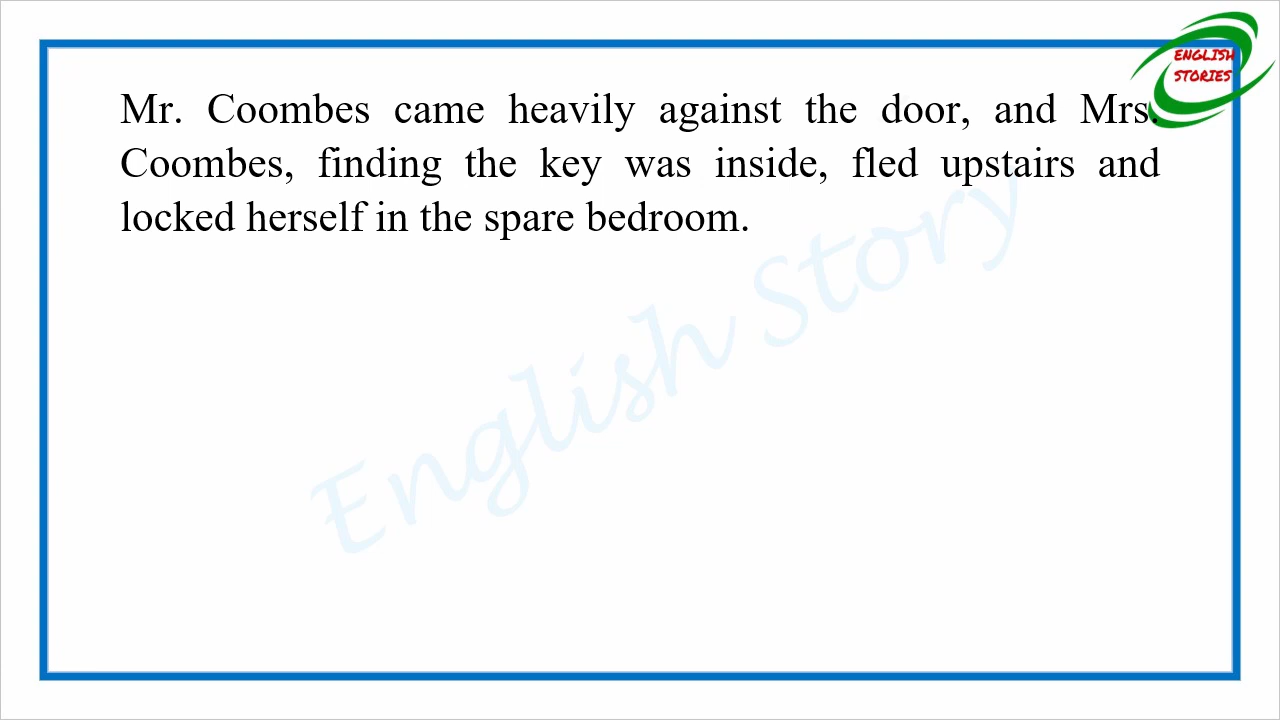 ENGLISH
STORIES
Mr. Coombes came heavily against the door, and Mrs.
Coombes, finding the key was inside, fled upstairs and
locked herself in the spare bedroom.
English Story